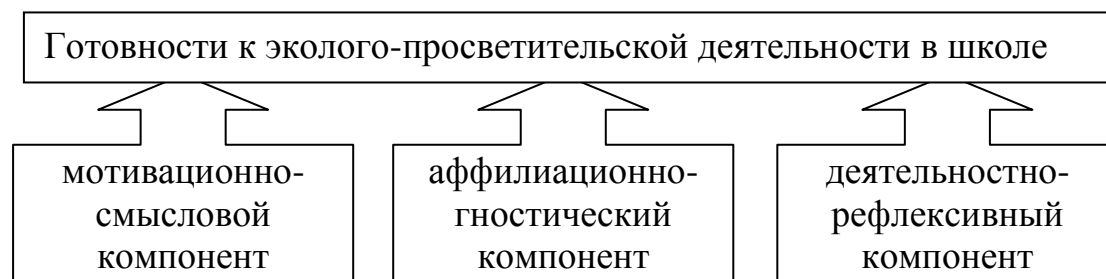 Готовности к эколого-просветительской деятельности в школе
мотивационно-
смысловой
компонент
аффилиационно-
гностический
компонент
деятельностно-
рефлексивный
компонент